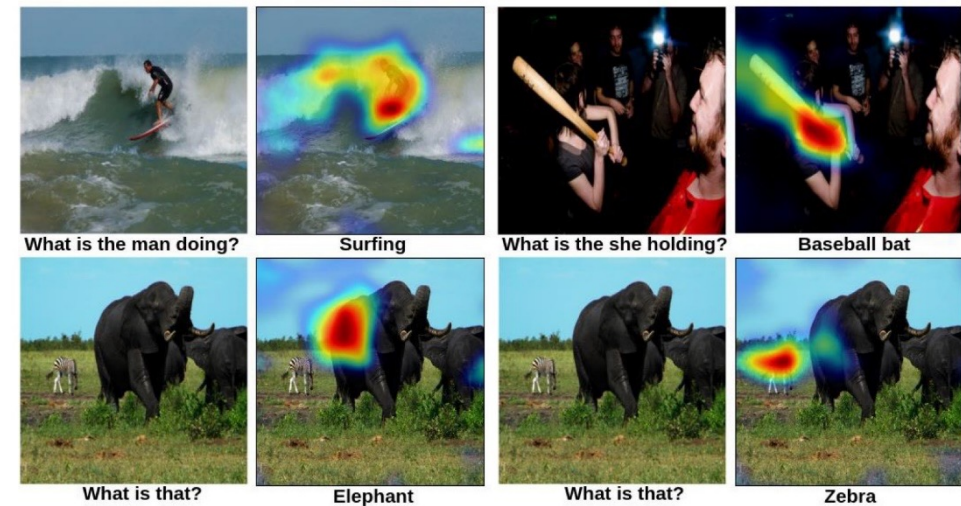 What is the man doing?
Surfing
What is the she holding?
Baseball bat
What is that?
Elephant
What is that?
Zebra